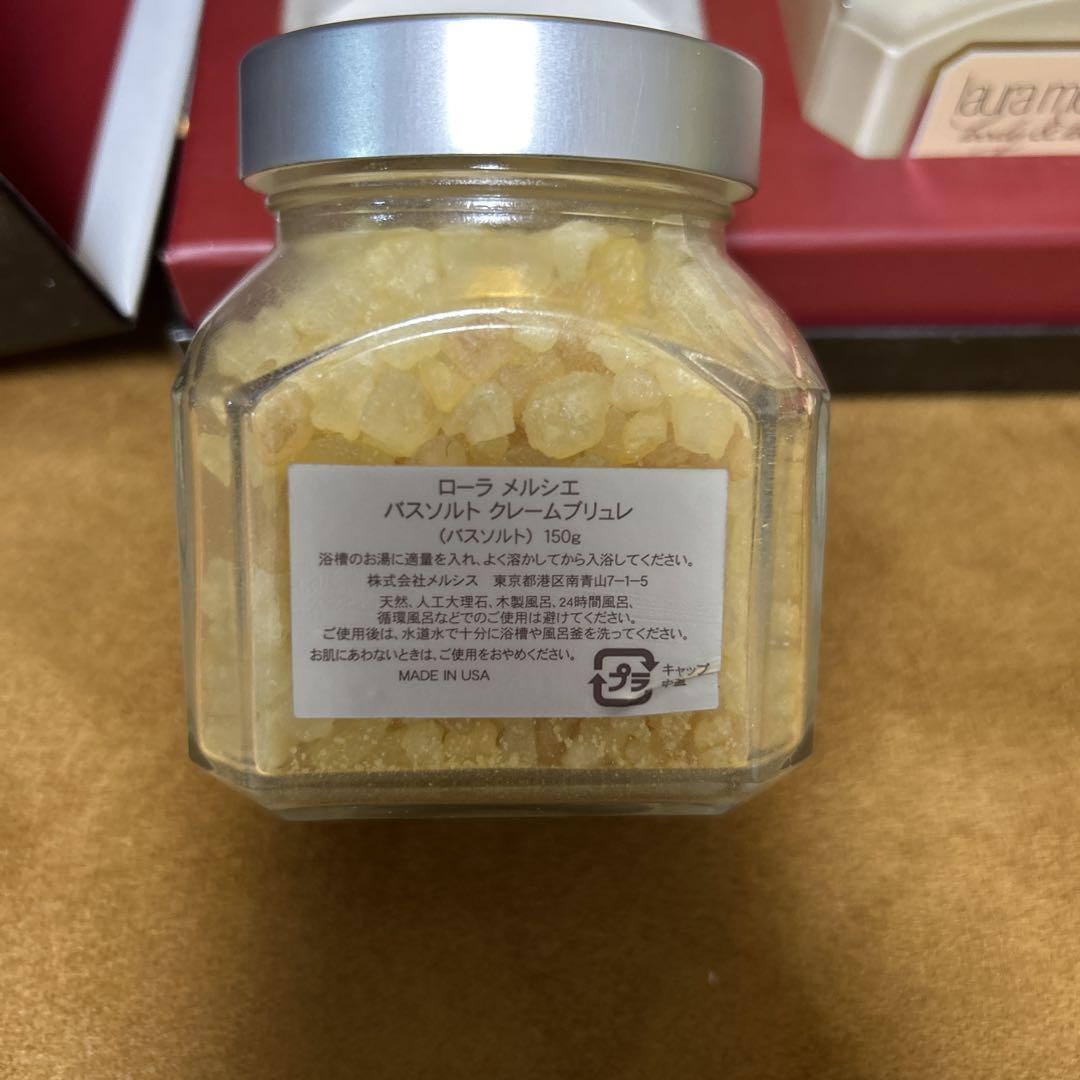 laura m
ローラ メルシエ
バスソルト クレームブリュレ
(バスソルト) 150g
浴槽のお湯に適量を入れ、よく溶かしてから入浴してください。
株式会社メルシス 東京都港区南青山7-1-5
天然、人工大理石、木製風呂、24時間風呂、
循環風呂などでのご使用は避けてください。
ご使用後は、水道水で十分に浴槽や風呂釜を洗ってください。
お肌にあわないときは、ご使用をおやめください。
MADE IN USA
プラ
キャップ